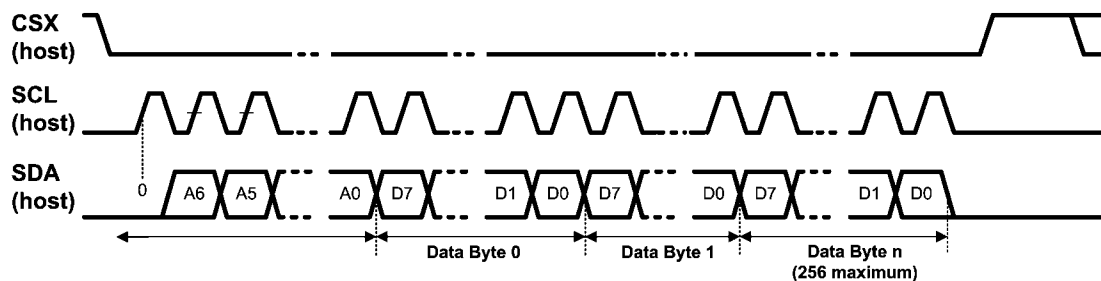 CSX
(host)
SCL
(host)
SDA
(host)
0
A6
A5
A0
D7
D1
D0
D7
D0
D7
D1
D0
Data Byte 0
Data Byte 1
Data Byte n
(256 maximum)